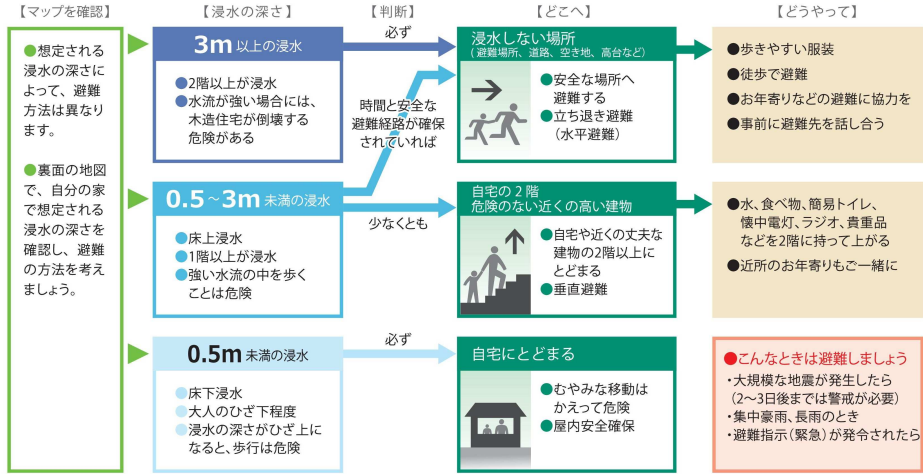 【マップを確認】
【浸水の深さ】
【判断】
【どこへ】
【どうやって】
●想定される
浸水の深さに
よって、避難
方法は異なり
ます。
●裏面の地図
で、自分の家
で想定される
浸水の深さを
確認し、避難
の方法を考え
ましょう。
3m以上の浸水
●2階以上が浸水
●水流が強い場合には、
木造住宅が倒壊する
危険がある
必ず
浸水しない場所
(避難場所、道路、空き地、高台など)
●安全な場所へ
避難する
●立ち退き避難
(水平避難)
●歩きやすい服装
●徒歩で避難
●お年寄りなどの避難に協力を
●事前に避難先を話し合う
0.5~3m未満の浸水
●床上浸水
●1階以上が浸水
●強い水流の中を歩く
ことは危険
時間と安全な
避難経路が確保
されていれば
少なくとも
自宅の2階
危険のない近くの高い建物
●自宅や近くの丈夫な
建物の2階以上に
とどまる
●垂直避難
●水、食べ物、簡易トイレ、
懐中電灯、ラジオ、貴重品
などを2階に持って上がる
●近所のお年寄りもご一緒に
0.5m未満の浸水
●床下浸水
●大人のひざ下程度
●浸水の深さがひざ上に
なると、歩行は危険
必ず
自宅にとどまる
●むやみな移動は
かえって危険
●屋内安全確保
●こんなときは避難しましょう
・大規模な地震が発生したら
(2~3日後までは警戒が必要)
・集中豪雨、長雨のとき
・避難指示(緊急)が発令されたら